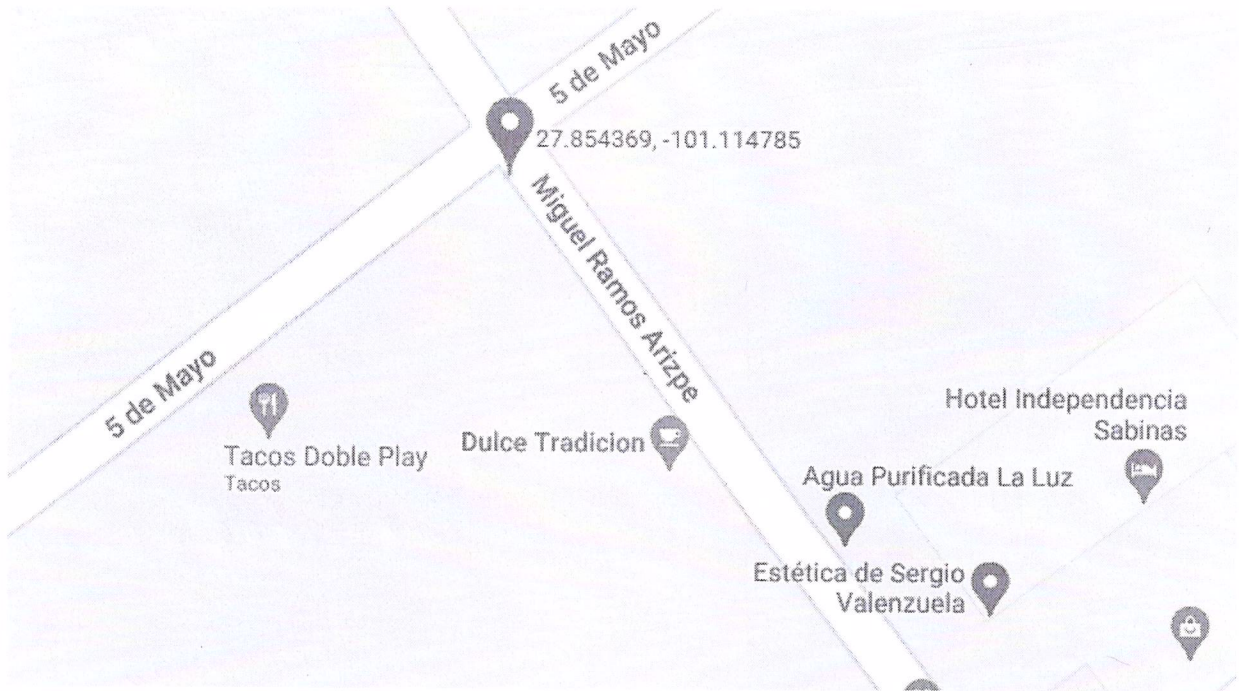 5 de Mayo
27.854369, -101.114785
Miguel Ramos Arizpe
5 de Mayo
Tacos Doble Play
Tacos
Dulce Tradicion
Hotel Independencia
Sabinas
Agua Purificada La Luz
Estética de Sergio
Valenzuela